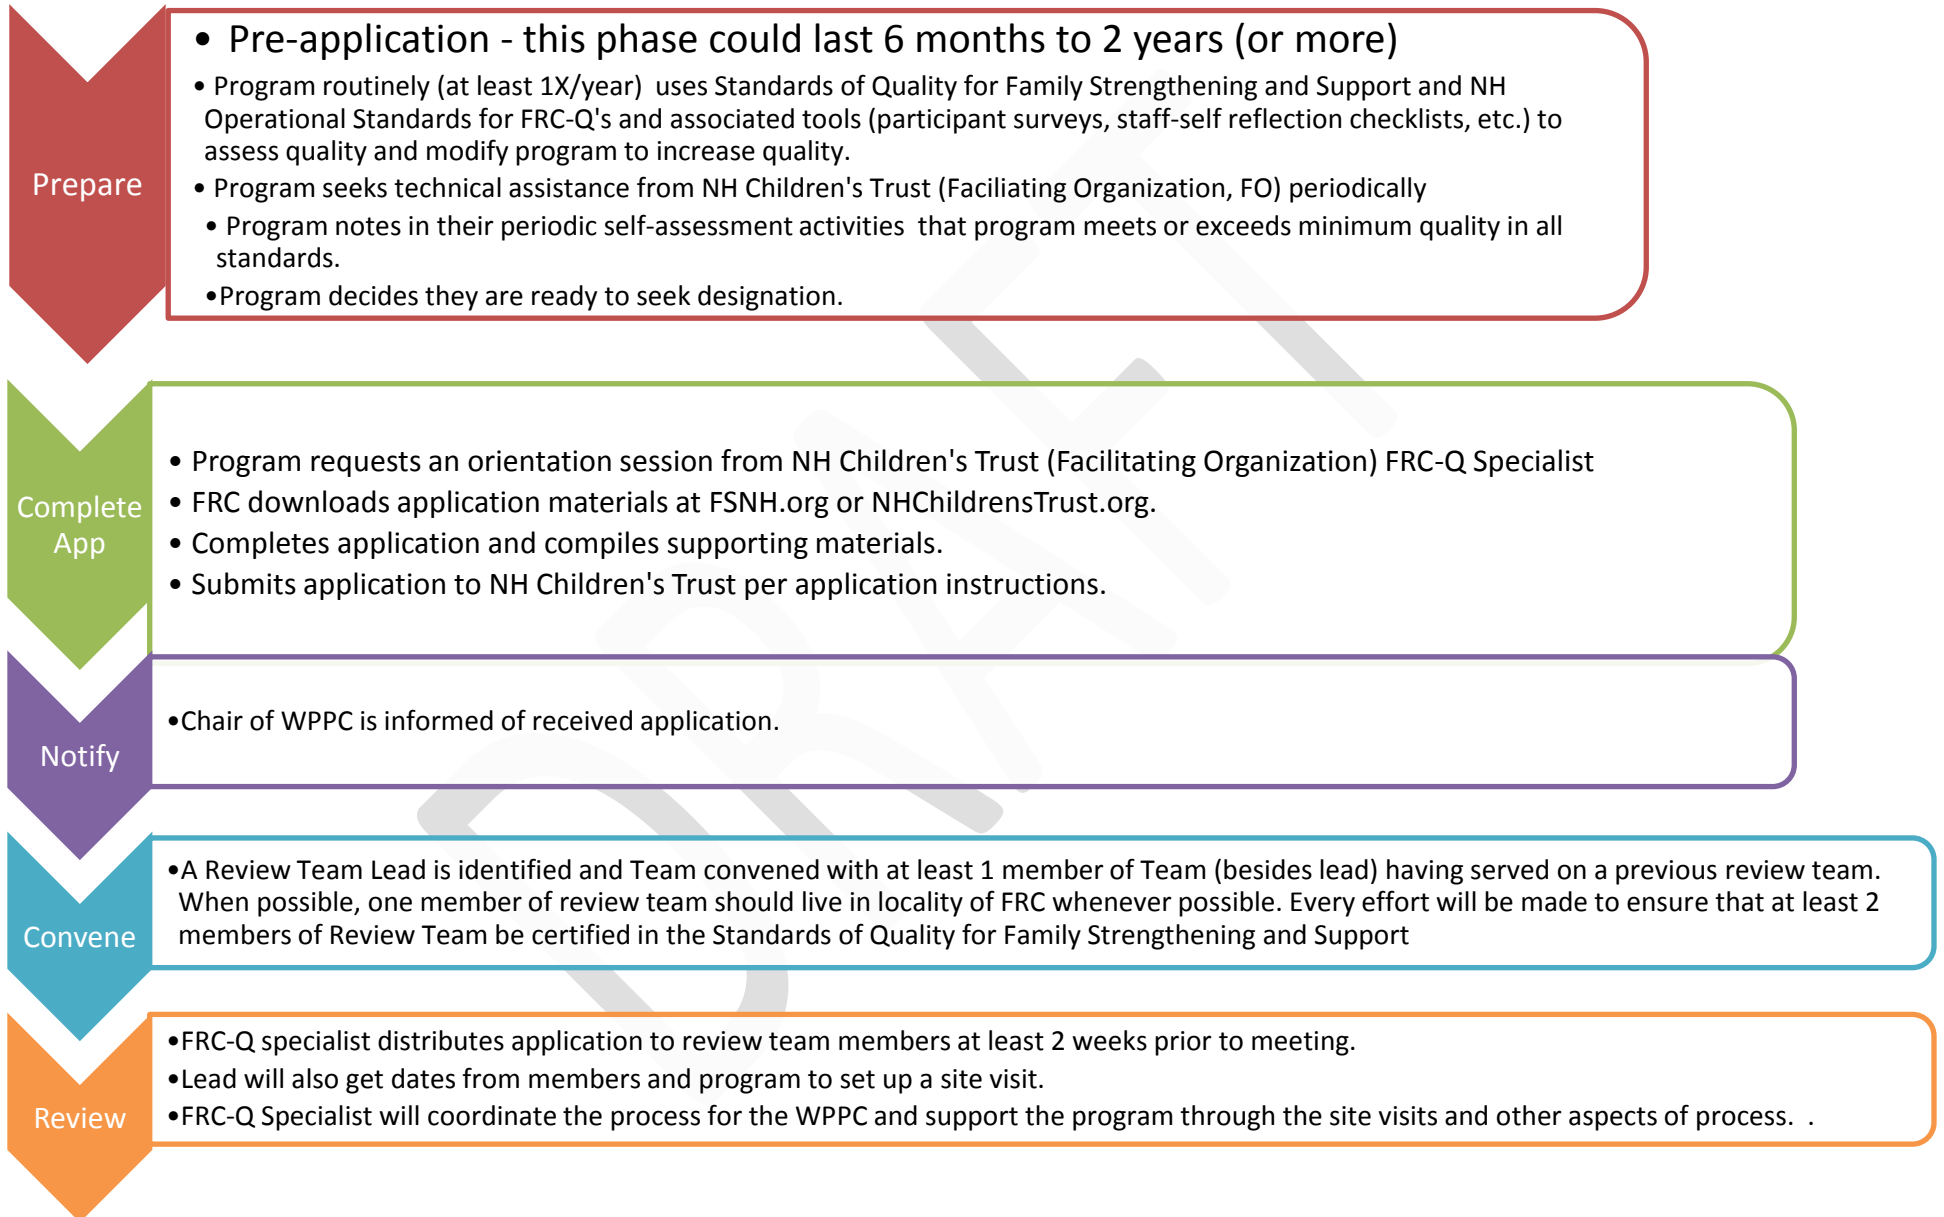 • Pre-application - this phase could last 6 months to 2 years (or more)
• Program routinely (at least 1X/year)  uses Standards of Quality for Family Strengthening and Support and NH
Operational Standards for FRC-Q's and associated tools (participant surveys, staff-self reflection checklists, etc.) to
assess quality and modify program to increase quality.
Prepare
• Program seeks technical assistance from NH Children's Trust (Faciliating Organization, FO) periodically
• Program notes in their periodic self-assessment activities  that program meets or exceeds minimum quality in all
standards.
•Program decides they are ready to seek designation.
Complete
App
• Program requests an orientation session from NH Children's Trust (Facilitating Organization) FRC-Q Specialist
• FRC downloads application materials at FSNH.org or NHChildrensTrust.org.
• Completes application and compiles supporting materials.
• Submits application to NH Children's Trust per application instructions.
Notify
•Chair of WPPC is informed of received application.
Convene
•A Review Team Lead is identified and Team convened with at least 1 member of Team (besides lead) having served on a previous review team.
When possible, one member of review team should live in locality of FRC whenever possible. Every effort will be made to ensure that at least 2
members of Review Team be certified in the Standards of Quality for Family Strengthening and Support
Review
•FRC-Q specialist distributes application to review team members at least 2 weeks prior to meeting.
•Lead will also get dates from members and program to set up a site visit.
•FRC-Q Specialist will coordinate the process for the WPPC and support the program through the site visits and other aspects of process.  .
DRAFT